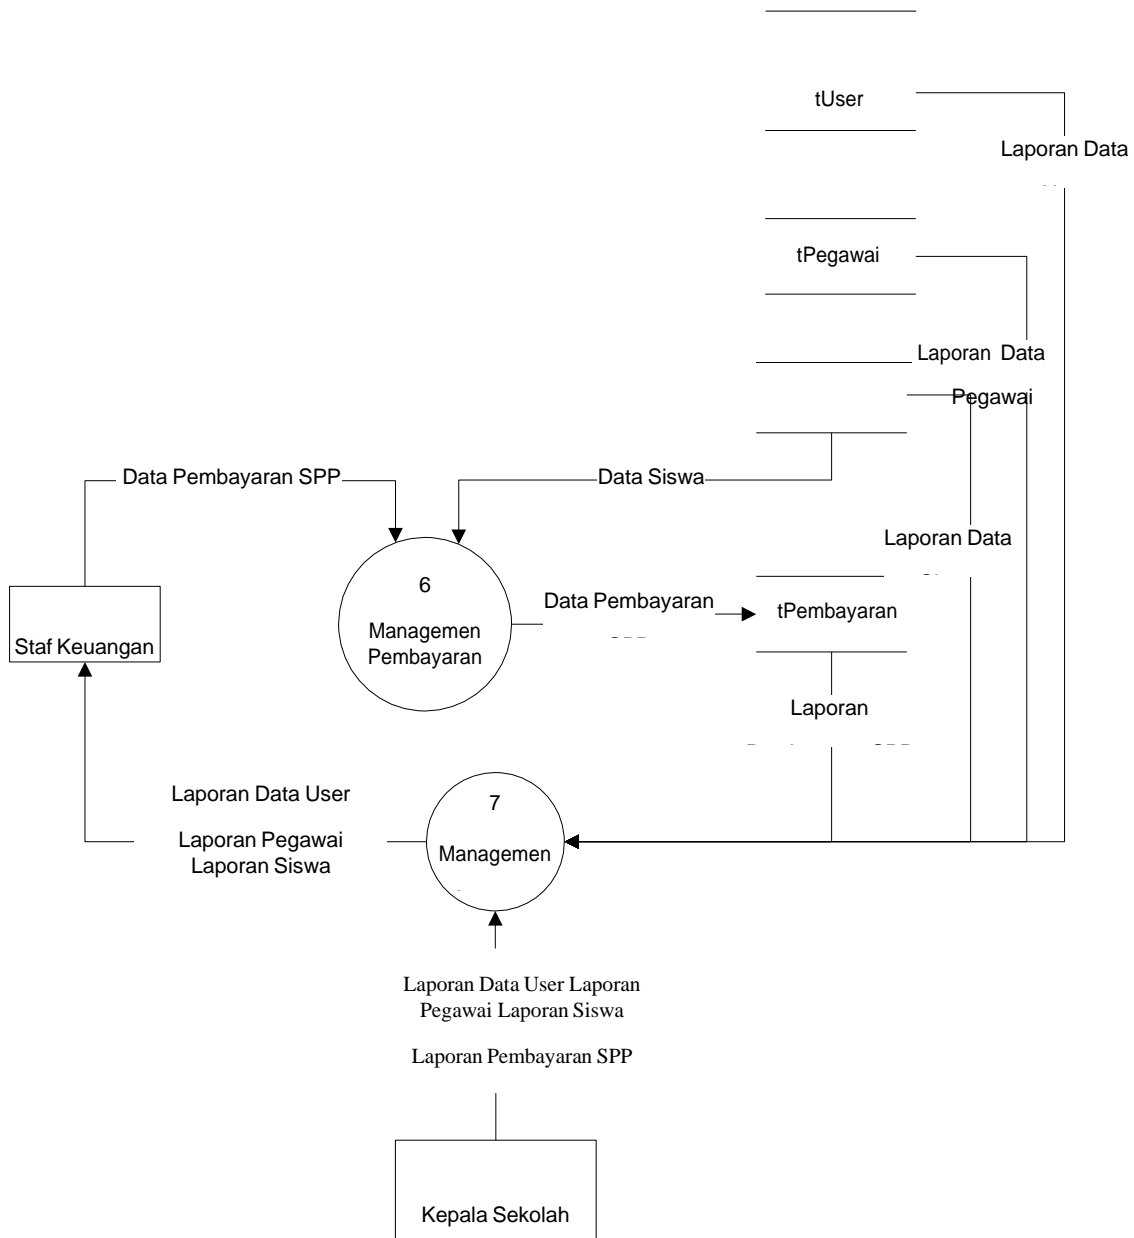 tUser
Laporan Data
tPegawai
Laporan Data
Pegawai
Data Pembayaran SPP
Data Siswa
Laporan Data
6
Managemen
Pembayaran
Data Pembayaran
tPembayaran
Staf Keuangan
Laporan
Laporan Data User
Laporan Pegawai
Laporan Siswa
7
Managemen
Laporan Data User Laporan
Pegawai Laporan Siswa
Laporan Pembayaran SPP
Kepala Sekolah